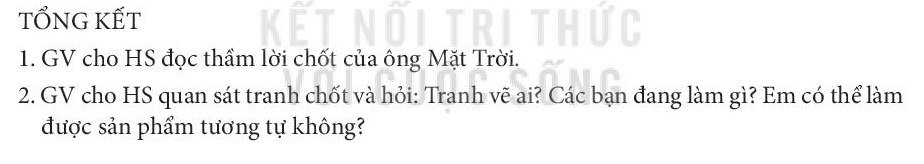 KẾT NỐI TRI THỨC
VỚI CUỘC SỐNG
TỔNG KẾT
1. GV cho HS đọc thầm lời chốt của ông Mặt Trời.
2. GV cho HS quan sát tranh chốt và hỏi: Tranh vẽ ai? Các bạn đang làm gì? Em có thể làm
được sản phẩm tương tự không?